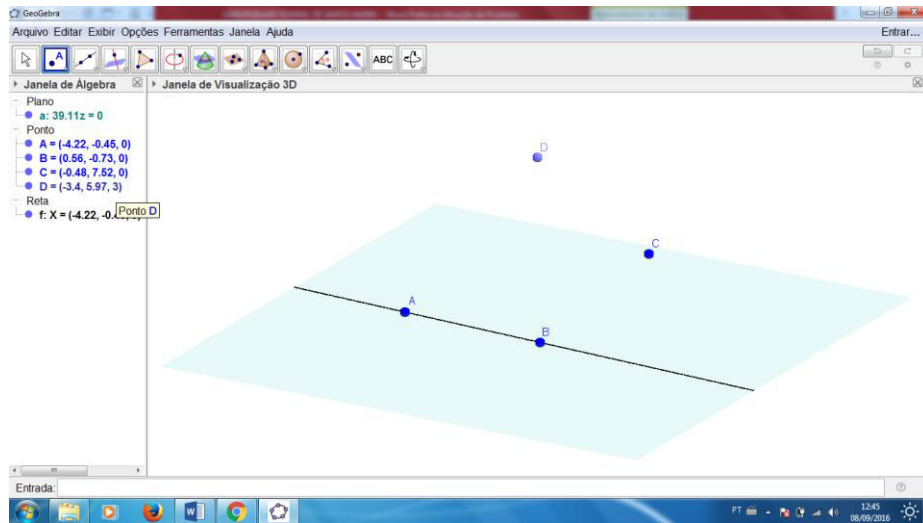 GeoGebra
Arquivo Editar Exibir Opções Ferramentas Janela Ajuda
Entrar...
A
ABC
Janela de Álgebra
Janela de Visualização 3D
Plano
a: 39.11z = 0
Ponto
A = (-4.22, -0.45, 0)
B = (0.56, -0.73, 0)
C = (-0.48, 7.52, 0)
D = (-3.4, 5.97, 3)
Reta
f: X = (-4.22, -0.
Ponto D
D
C
A
B
Entrada:
PT
12:45
08/09/2016